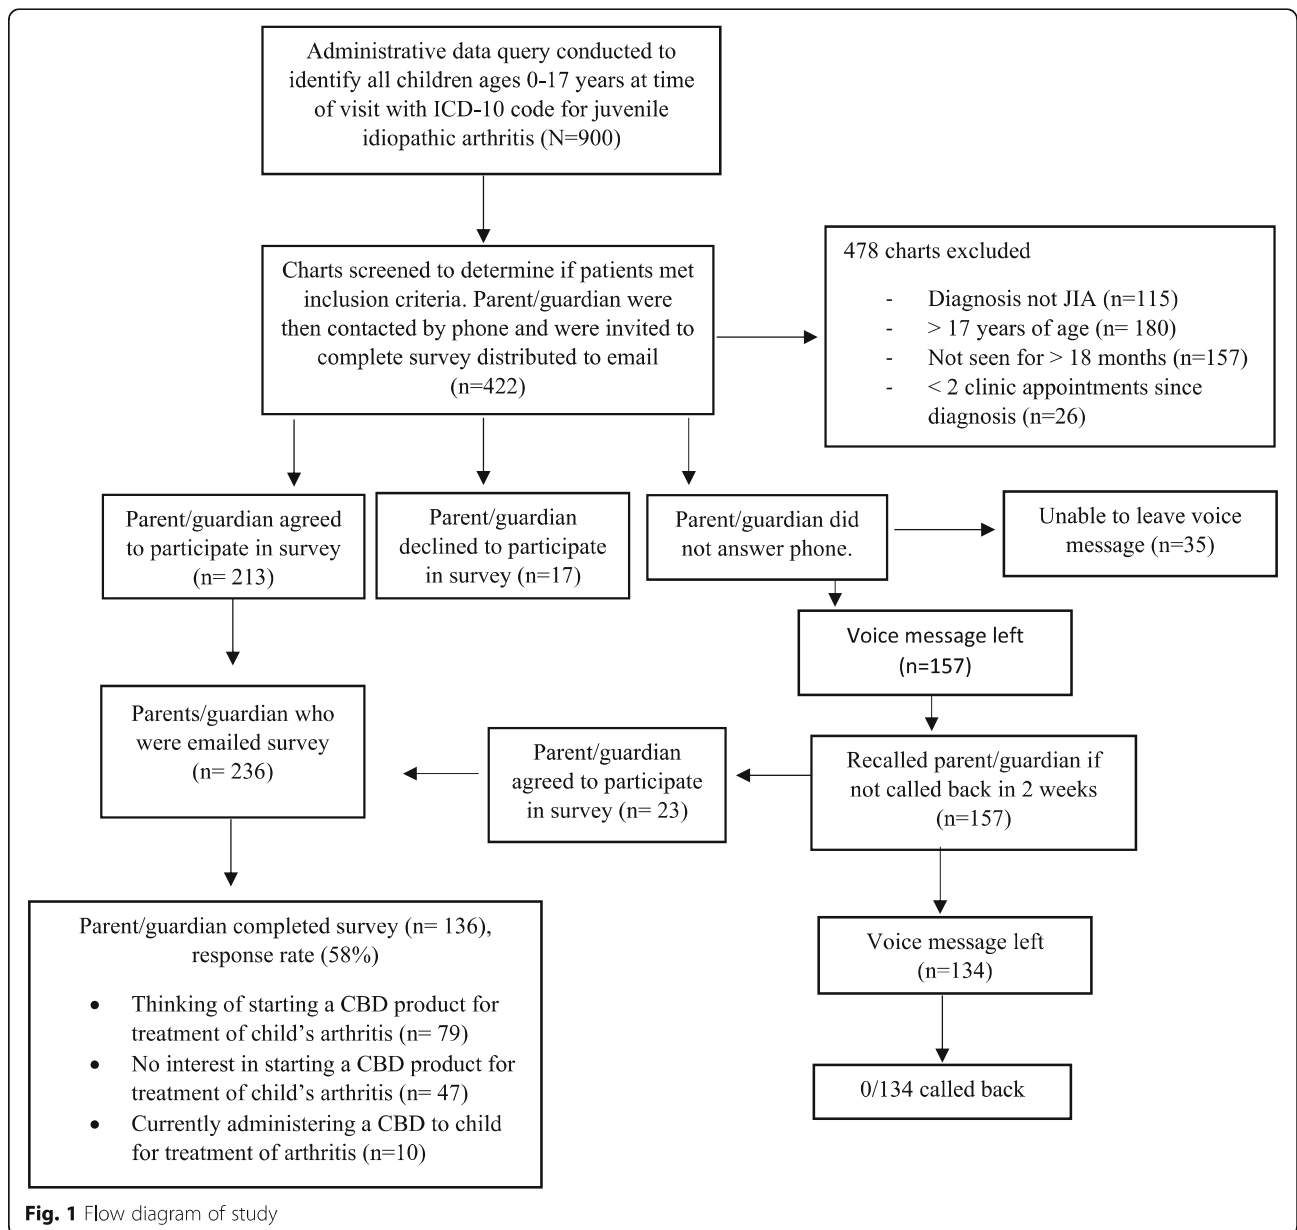 Administrative data query conducted to
identify all children ages 0-17 years at time
of visit with ICD-10 code for juvenile
idiopathic arthritis (N=900)
Charts screened to determine if patients met
inclusion criteria. Parent/guardian were
then contacted by phone and were invited to
complete survey distributed to email
(n=422)
478 charts excluded
- Diagnosis not JIA (n=115)
- > 17 years of age (n= 180)
- Not seen for > 18 months (n=157)
- < 2 clinic appointments since
diagnosis (n=26)
Parent/guardian agreed
to participate in survey
(n= 213)
Parent/guardian
declined to participate
in survey (n=17)
Parent/guardian did
not answer phone.
Unable to leave voice
message (n=35)
Voice message left
(n=157)
Parents/guardian who
were emailed survey
(n= 236)
Parent/guardian
agreed to participate
in survey (n= 23)
Recalled parent/guardian if
not called back in 2 weeks
(n=157)
Parent/guardian completed survey (n= 136),
response rate (58%)
• Thinking of starting a CBD product for
treatment of child's arthritis (n= 79)
• No interest in starting a CBD product for
treatment of child's arthritis (n= 47)
• Currently administering a CBD to child
for treatment of arthritis (n=10)
Voice message left
(n=134)
0/134 called back
Fig. 1 Flow diagram of study